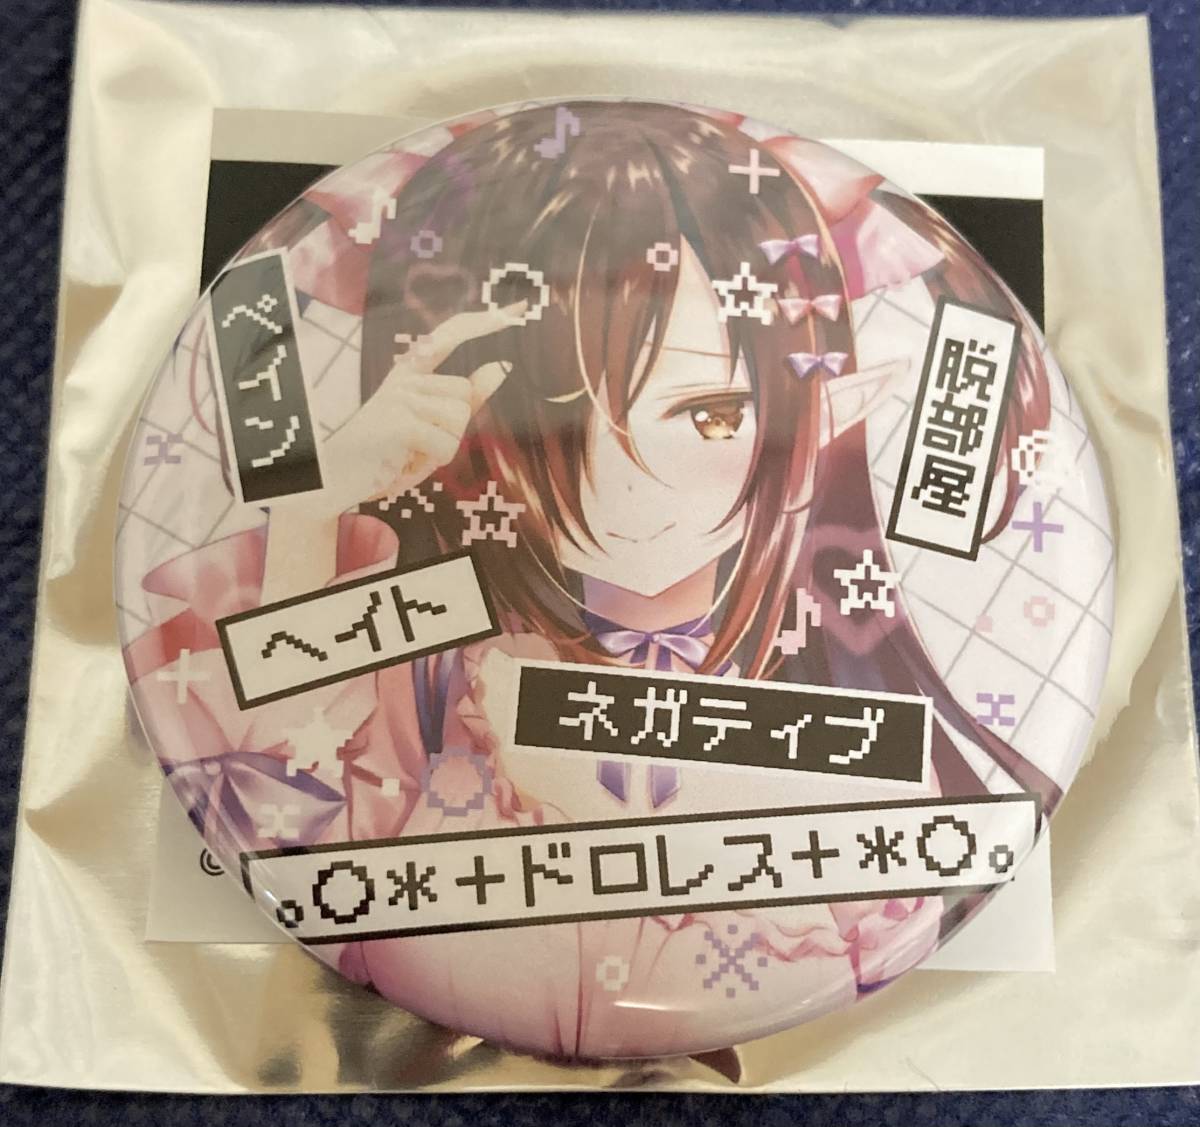 ペイン
脱部屋
ヘイト
ネガティブ
。○*+ドロレス+*○。
©